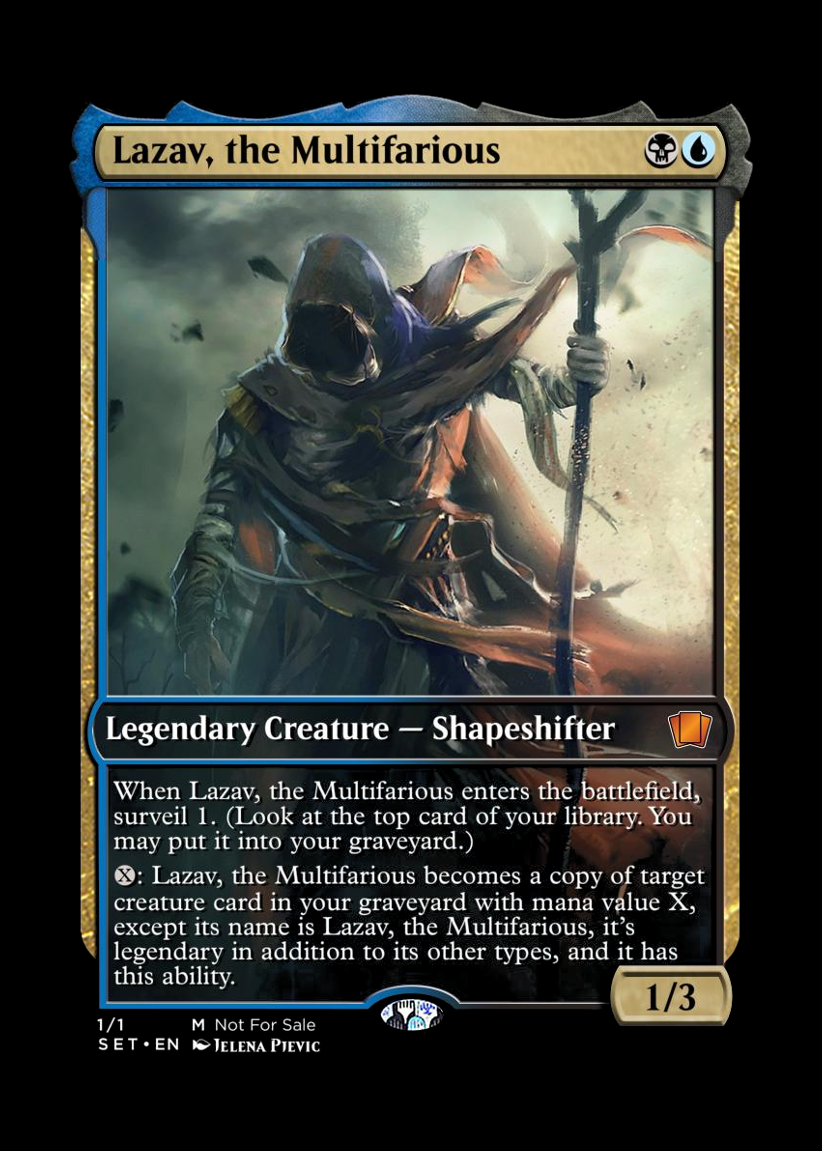 Lazav, the Multifarious
Legendary Creature — Shapeshifter
When Lazav, the Multifarious enters the battlefield,
surveil 1. (Look at the top card of your library. You
may put it into your graveyard.)
X: Lazav, the Multifarious becomes a copy of target
creature card in your graveyard with mana value X,
except its name is Lazav, the Multifarious, it's
legendary in addition to its other types, and it has
this ability.
1/3
1/1 M Not For Sale
SET•EN Jelena Pjevic